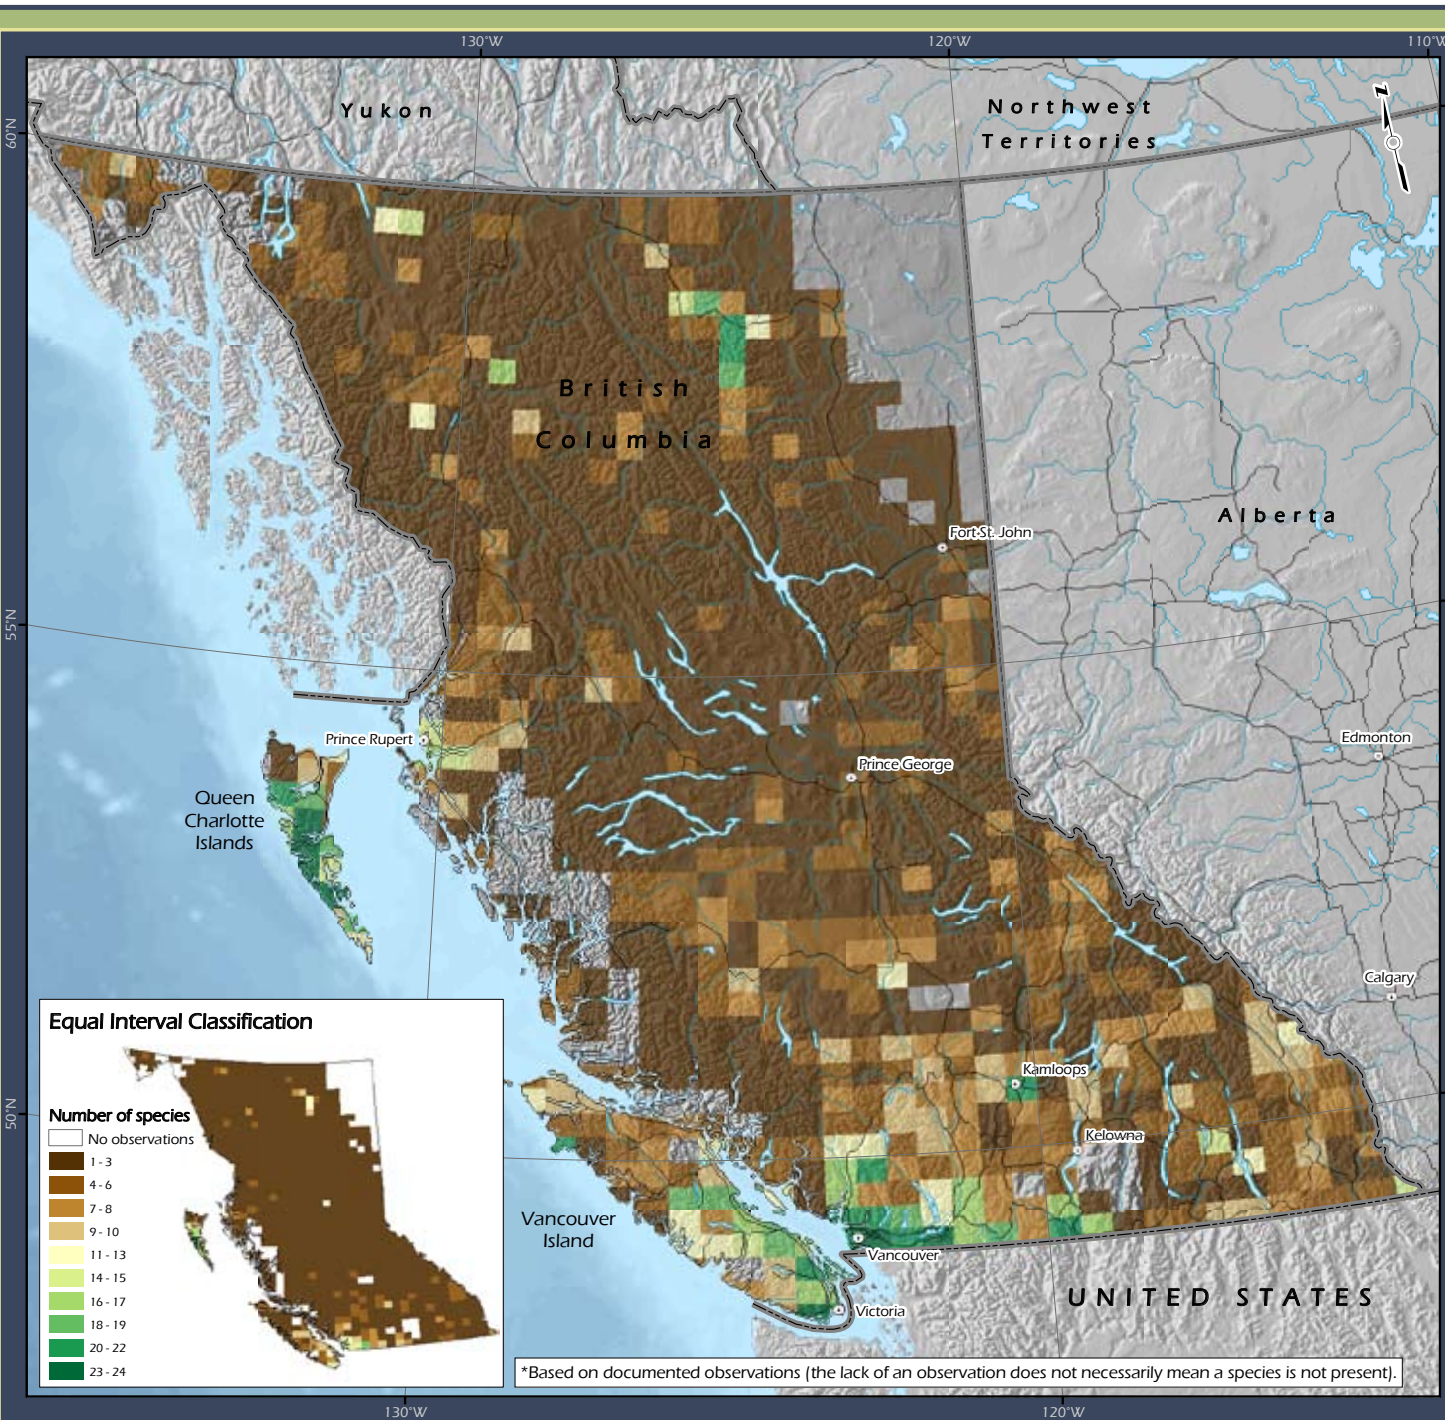 130°W
120°W
110°W
Yukon
Northwest
Territories
60°N
British
Columbia
Alberta
Fort St. John
55°N
Prince Rupert
Edmonton
Prince George
Queen
Charlotte
Islands
Calgary
Equal Interval Classification
Kamloops
50°N
Number of species
No observations
1 - 3
4 - 6
7 - 8
9 - 10
11 - 13
14 - 15
16 - 17
18 - 19
20 - 22
23 - 24
Kelowna
Vancouver
Island
Vancouver
Victoria
UNITED STATES
*Based on documented observations (the lack of an observation does not necessarily mean a species is not present).
130°W
120°W